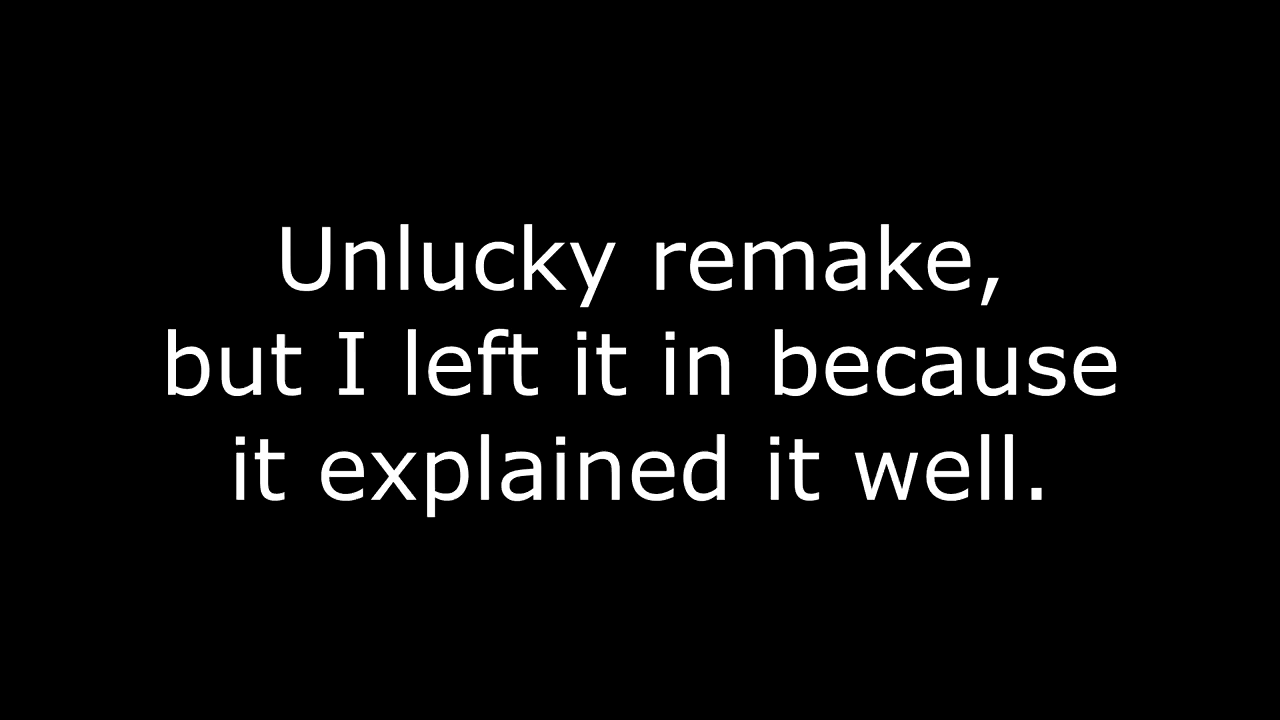 Unlucky remake,
but I left it in because
it explained it well.